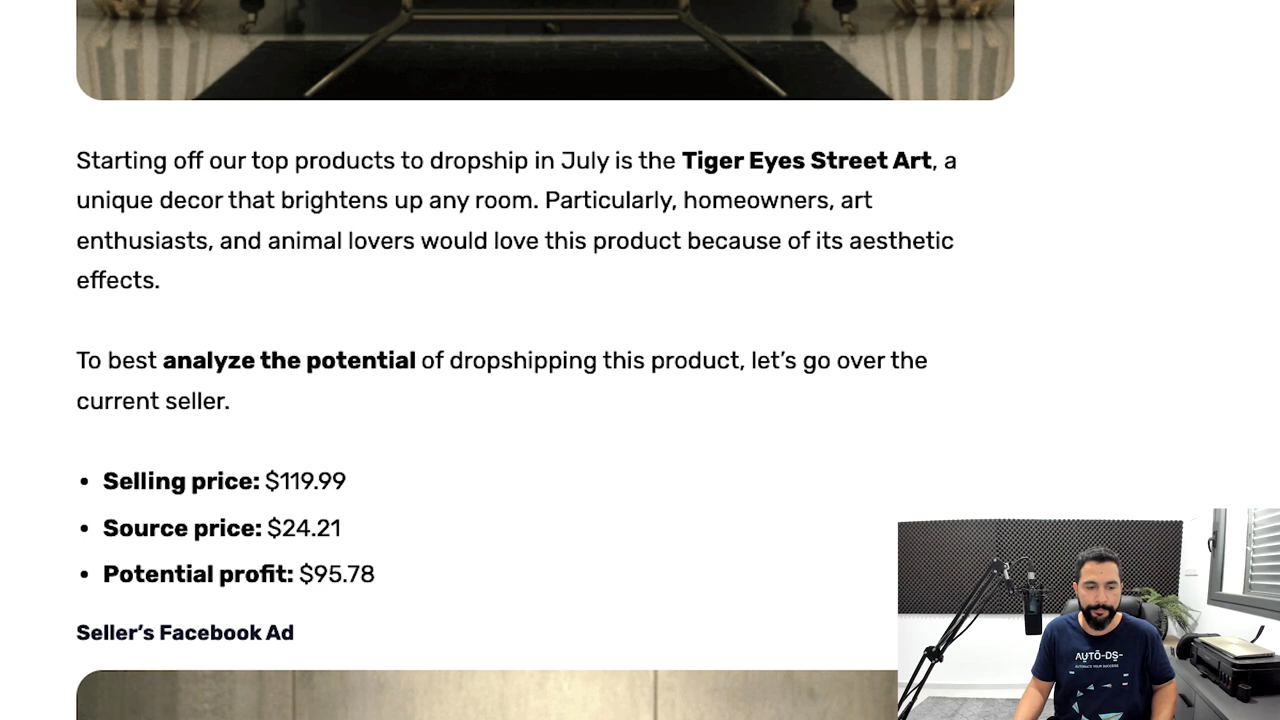 Starting off our top products to dropship in July is the Tiger Eyes Street Art, a
unique decor that brightens up any room. Particularly, homeowners, art
enthusiasts, and animal lovers would love this product because of its aesthetic
effects.
To best analyze the potential of dropshipping this product, let's go over the
current seller.
• Selling price: $119.99
• Source price: $24.21
• Potential profit: $95.78
Seller's Facebook Ad
AUTO-DS-
AUTOMATE YOUR SUCCESS